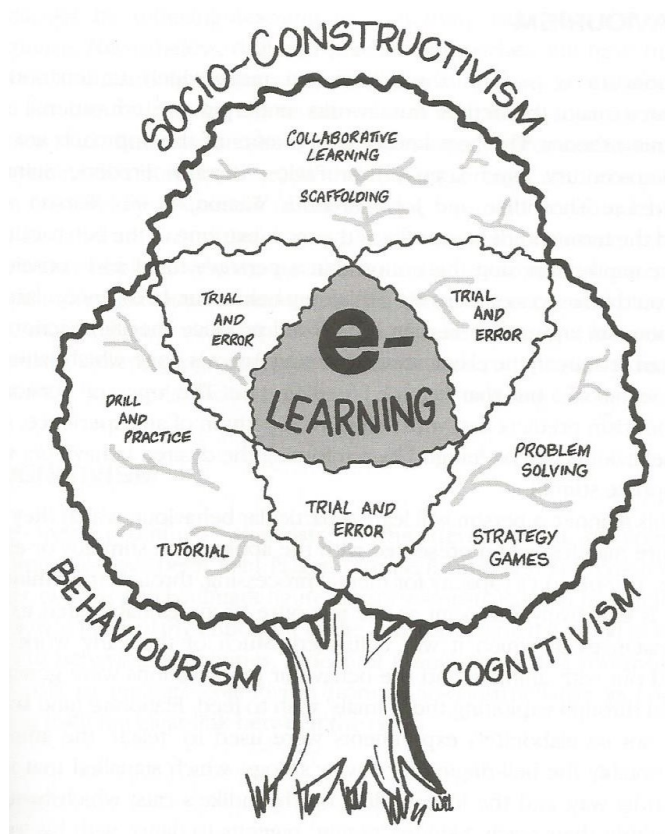 SOCIO-CONSTRUCTIVISM
COLLABORATIVE
LEARNING
SCAFFOLDING
TRIAL
AND
ERROR
TRIAL
AND
ERROR
e-
LEARNING
DRILL
AND
PRACTICE
PROBLEM
SOLVING
TRIAL AND
ERROR
TUTORIAL
STRATEGY
GAMES
BEHAVIOURISM
COGNITIVISM